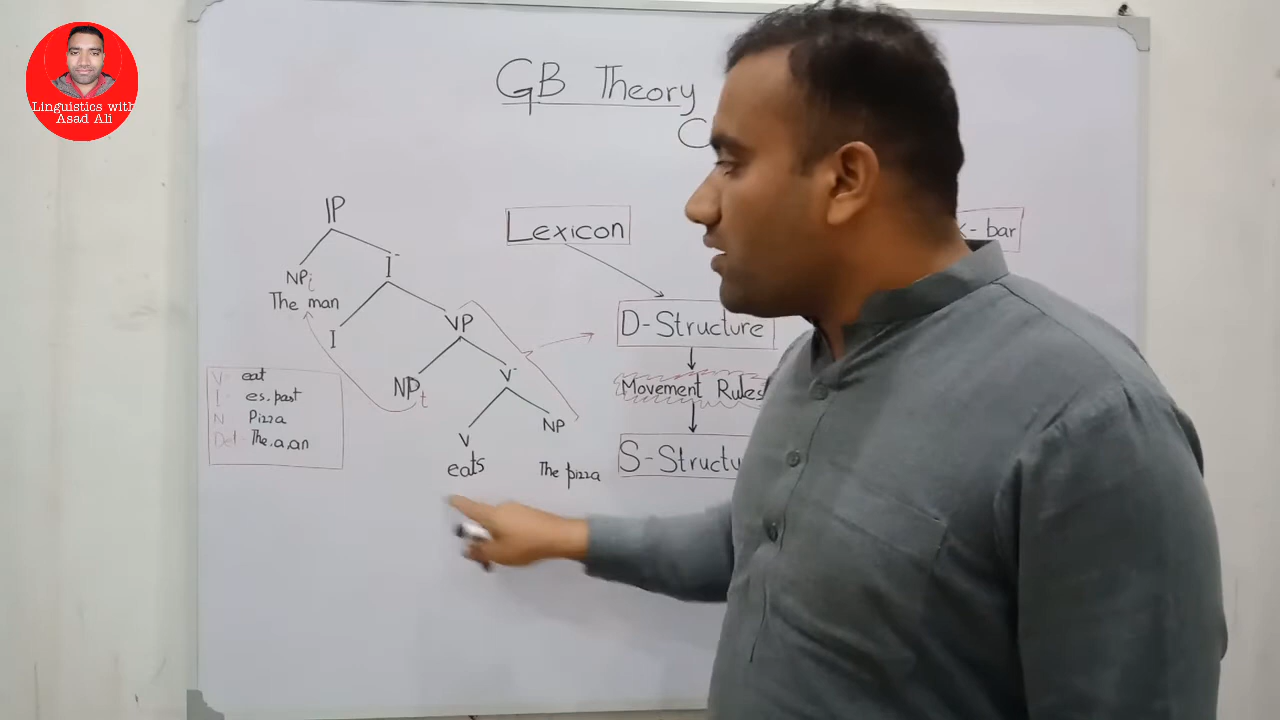 Linguistics with
Asad Ali
GB Theory
C
IP
NPi
The man
I-
I
VP
NPt
V-
V
eats
NP
The pizza
V eat
I es.past
N Pizza
Det The.a.an
Lexicon
D-Structure
Movement Rules
S-Structu
x-bar